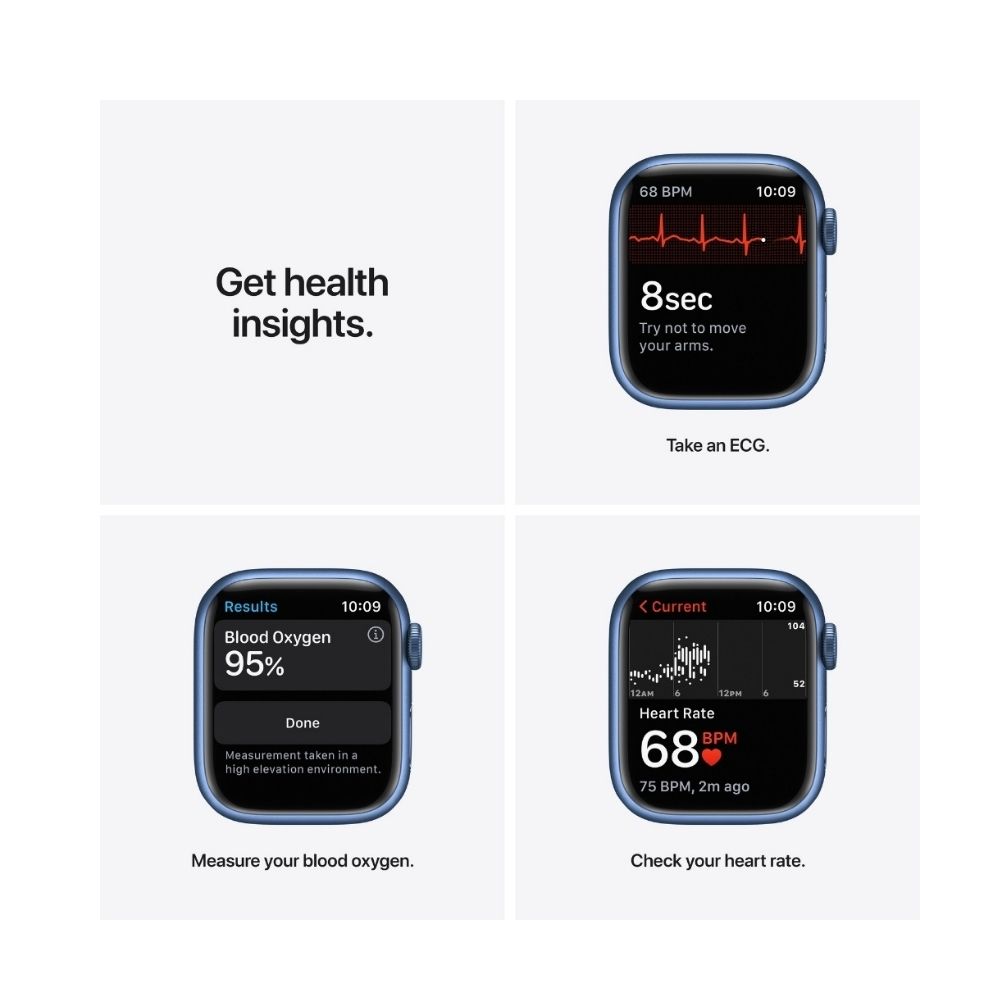 Get health
insights.
68 BPM 10:09
8sec
Try not to move
your arms.
Take an ECG.
Results 10:09
Blood Oxygen
95%
Done
Measurement taken in a
high elevation environment.
Measure your blood oxygen.
< Current 10:09
104
52
12AM 6 12PM 6
Heart Rate
68 BPM
75 BPM, 2m ago
Check your heart rate.